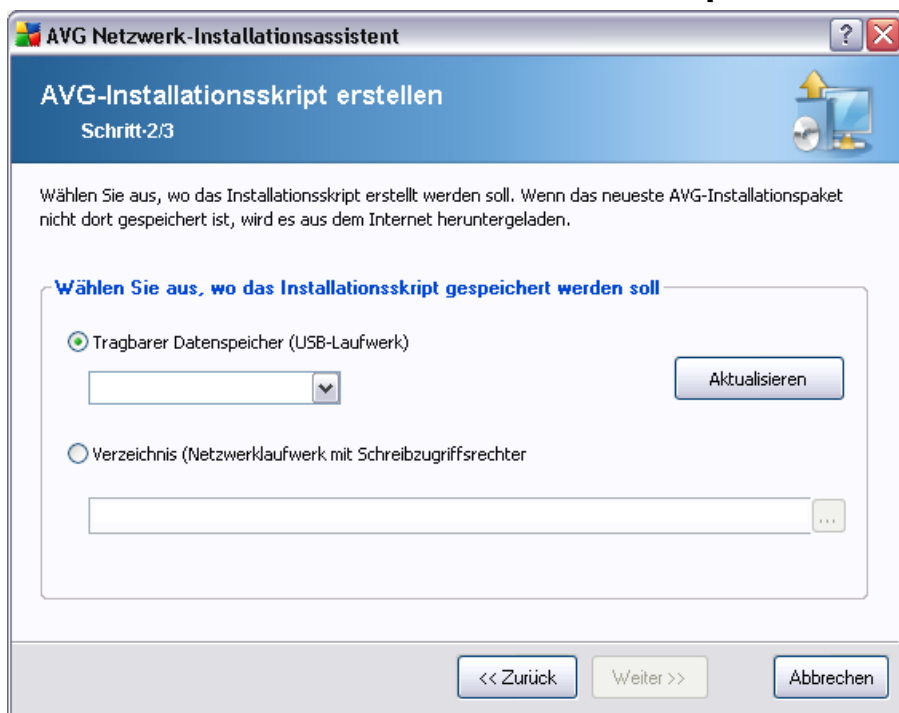 AVG Netzwerk-Installationsassistent
AVG-Installationsskript erstellen
Schritt-2/3
Wählen Sie aus, wo das Installationsskript erstellt werden soll. Wenn das neueste AVG-Installationspaket
nicht dort gespeichert ist, wird es aus dem Internet heruntergeladen.
Wählen Sie aus, wo das Installationsskript gespeichert werden soll
Tragbarer Datenspeicher (USB-Laufwerk)
Aktualisieren
Verzeichnis (Netzwerklaufwerk mit Schreibzugriffsrechter
...
<< Zurück
Weiter >>
Abbrechen